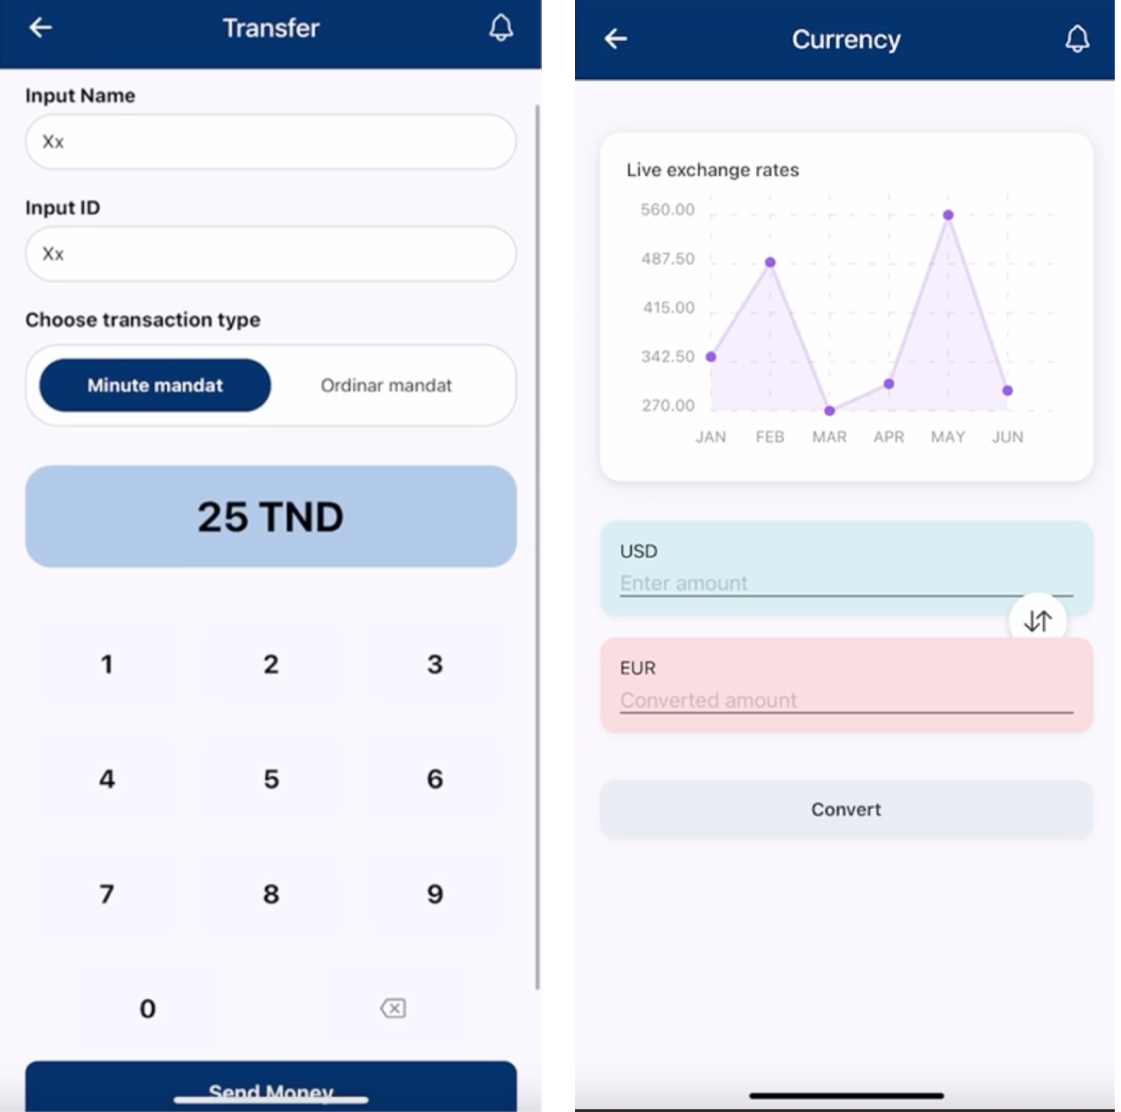 Transfer
Input Name
Xx
Input ID
Xx
Choose transaction type
Minute mandat
Ordinar mandat
25 TND
1 2 3
4 5 6
7 8 9
0
Send Money
Currency
Live exchange rates
560.00
487.50
415.00
342.50
270.00
JAN FEB MAR APR MAY JUN
USD
Enter amount
EUR
Converted amount
Convert